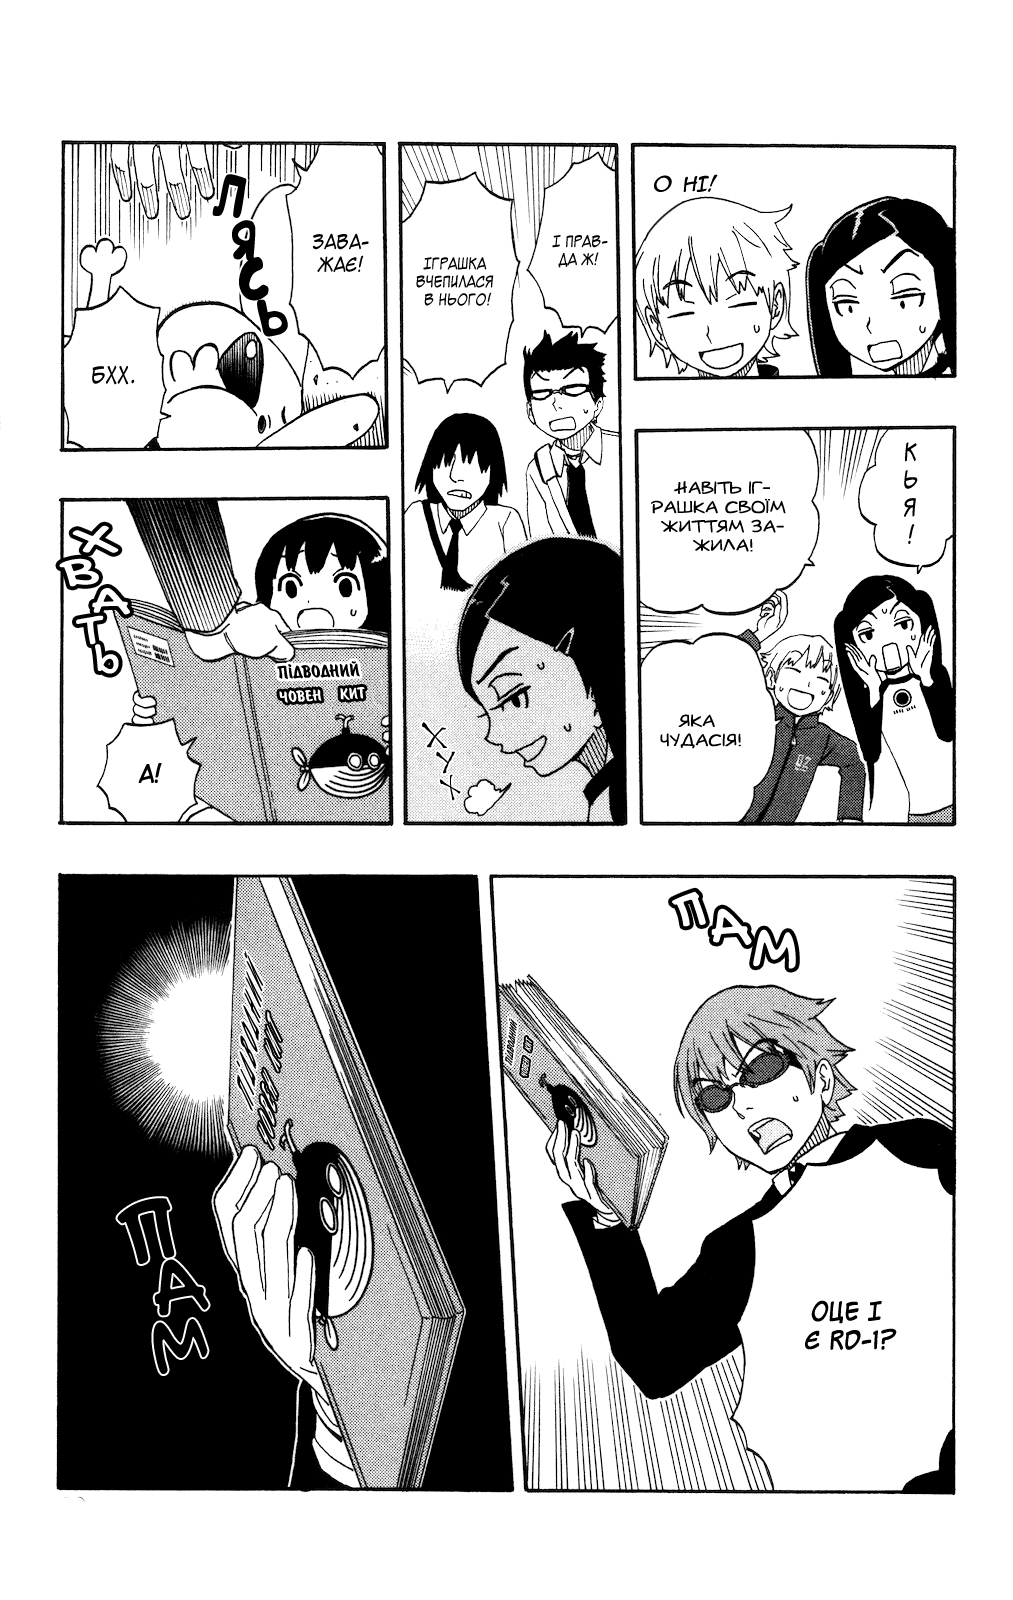 О НІ!
КЬЯ!
НАВІТЬ ІГ-
РАШКА СВОЇМ
ЖИТТЯМ ЗА-
ЖИЛА!
ЯКА
ЧУДАСІЯ!
І ПРАВ-
ДА Ж!
ІГРАШКА
ВЧЕПИЛАСЯ
В НЬОГО!
ХУХ
ЗАВА-
ЖАЄ!
ЛЯСЬ
БХХ.
ХВАТЬ
ПІДВОДНИЙ
ЧОВЕН КИТ
А!
ПАМ
ПІДВОДНИЙ
ОЦЕ І
Є RD-1?
ПАМ